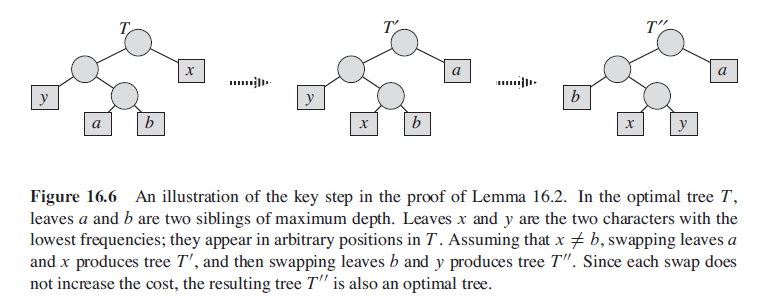 T T′ T′′
x a a
y y b
a b x b x y
Figure 16.6 An illustration of the key step in the proof of Lemma 16.2. In the optimal tree T,
leaves a and b are two siblings of maximum depth. Leaves x and y are the two characters with the
lowest frequencies; they appear in arbitrary positions in T. Assuming that x ≠ b, swapping leaves a
and x produces tree T′, and then swapping leaves b and y produces tree T′′. Since each swap does
not increase the cost, the resulting tree T′′ is also an optimal tree.